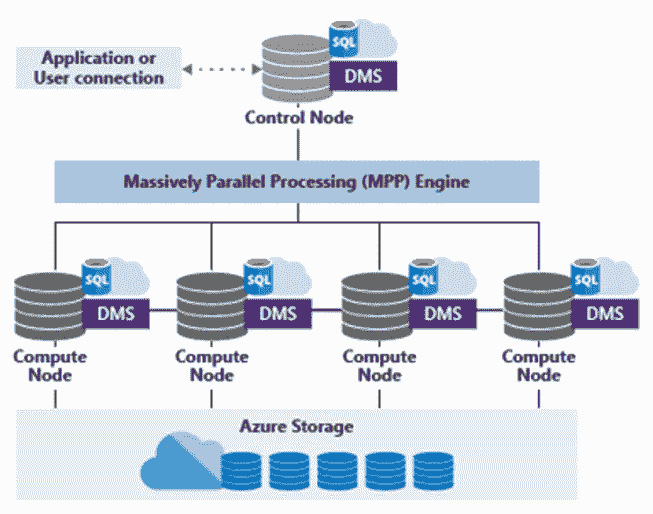 Application or
User connection
SQL
DMS
Control Node
Massively Parallel Processing (MPP) Engine
SQL
DMS
SQL
DMS
SQL
DMS
SQL
DMS
Compute
Node
Compute
Node
Compute
Node
Compute
Node
Azure Storage